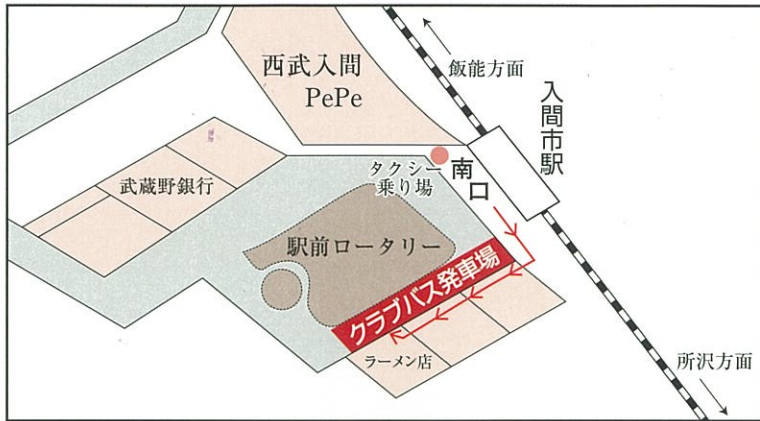 西武入間
PePe
飯能方面
入間市駅
武蔵野銀行
タクシー
乗り場
南口
駅前ロータリー
クラブバス発車場
ラーメン店
所沢方面